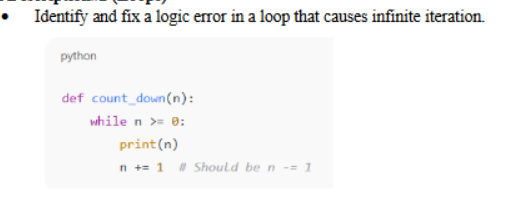 • Identify and fix a logic error in a loop that causes infinite iteration.
python
def count_down(n):
    while n >= 0:
        print(n)
        n += 1  # Should be n -= 1